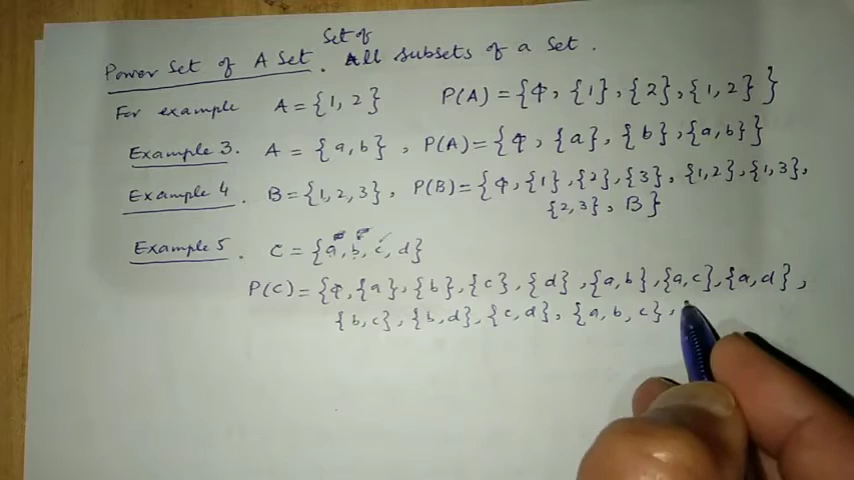 Set of
Power Set of A Set. All subsets of a set.
For example A = {1, 2} P(A) = {Φ, {1}, {2}, {1, 2}}
Example 3. A = {a, b}, P(A) = {Φ, {a}, {b}, {a, b}}
Example 4. B = {1, 2, 3}, P(B) = {Φ, {1}, {2}, {3}, {1, 2}, {1, 3},
{2, 3}, B}
Example 5. C = {a, b, c, d}
P(C) = {Φ, {a}, {b}, {c}, {d}, {a, b}, {a, c}, {a, d},
{b, c}, {b, d}, {c, d}, {a, b, c},